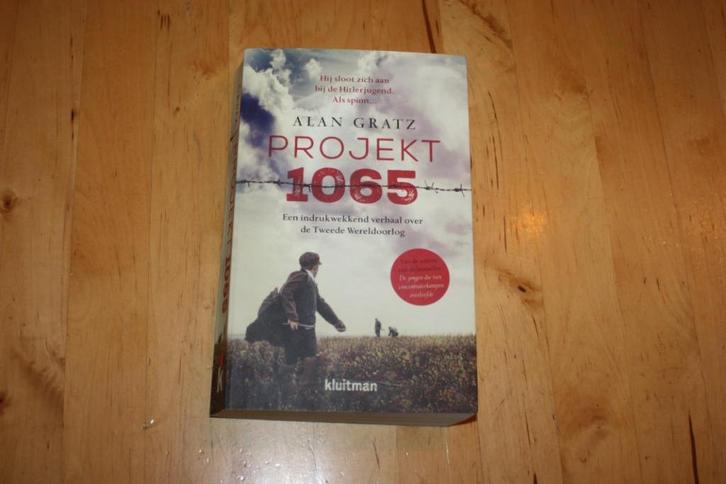 Hij sloot zich aan
bij de Hitlerjugend.
Als spion...
ALAN GRATZ
PROJEKT
1065
Een indrukwekkend verhaal over
de Tweede Wereldoorlog
De jongen die tien
concentratiekampen
overleefde
kluitman
1065
K